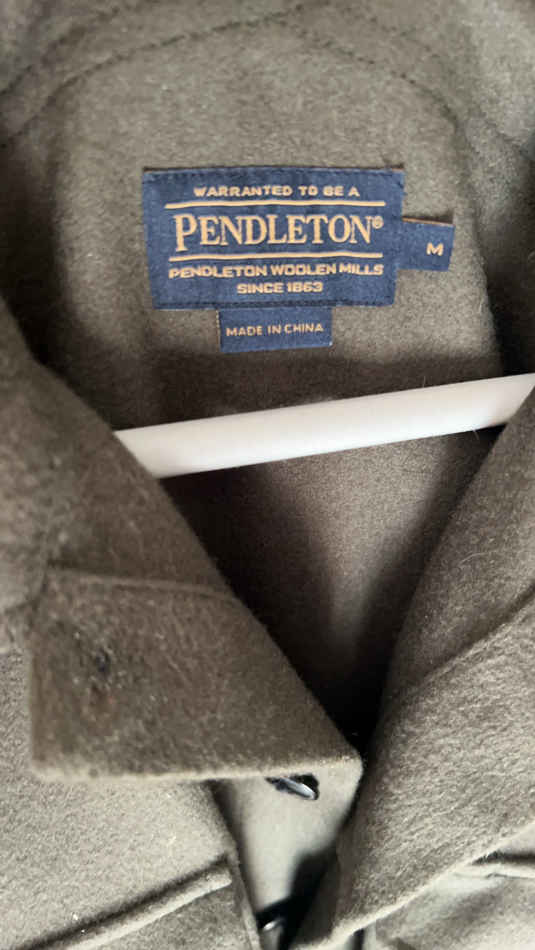 WARRANTED TO BE A
PENDLETON®
M
PENDLETON WOOLEN MILLS
SINCE 1863
MADE IN CHINA